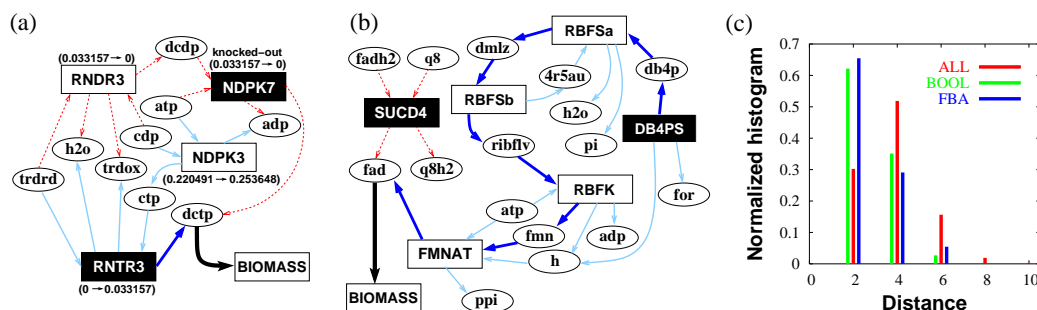 (a)
(0.033157→0)
dcdp
knocked-out
(0.033157→0)
RNDR3
NDPK7
atp
adp
cdp
h2o
trdox
NDPK3
trdrd
(0.220491→0.253648)
ctp
dctp
RNTR3
BIOMASS
(0→0.033157)
(b)
fadh2
q8
dmlz
RBFSa
db4p
4r5au
RBFSb
SUCD4
h2o
DB4PS
ribflv
pi
fad
q8h2
RBFK
for
atp
fmn
adp
FMNAT
h
BIOMASS
ppi
(c)
Normalized histogram
0.7
0.6
0.5
0.4
0.3
0.2
0.1
0
ALL
BOOL
FBA
0 2 4 6 8 10
Distance